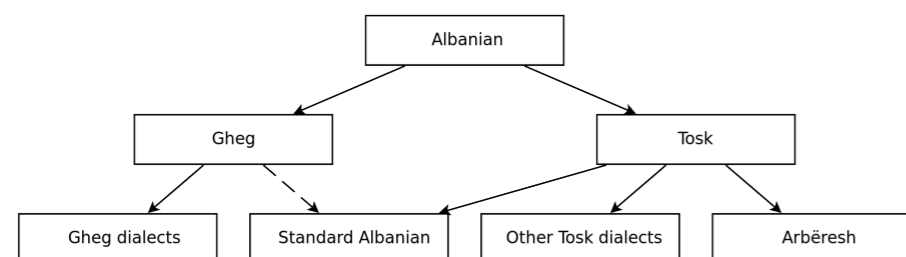 Albanian
Gheg
Tosk
Gheg dialects
Standard Albanian
Other Tosk dialects
Arbëresh